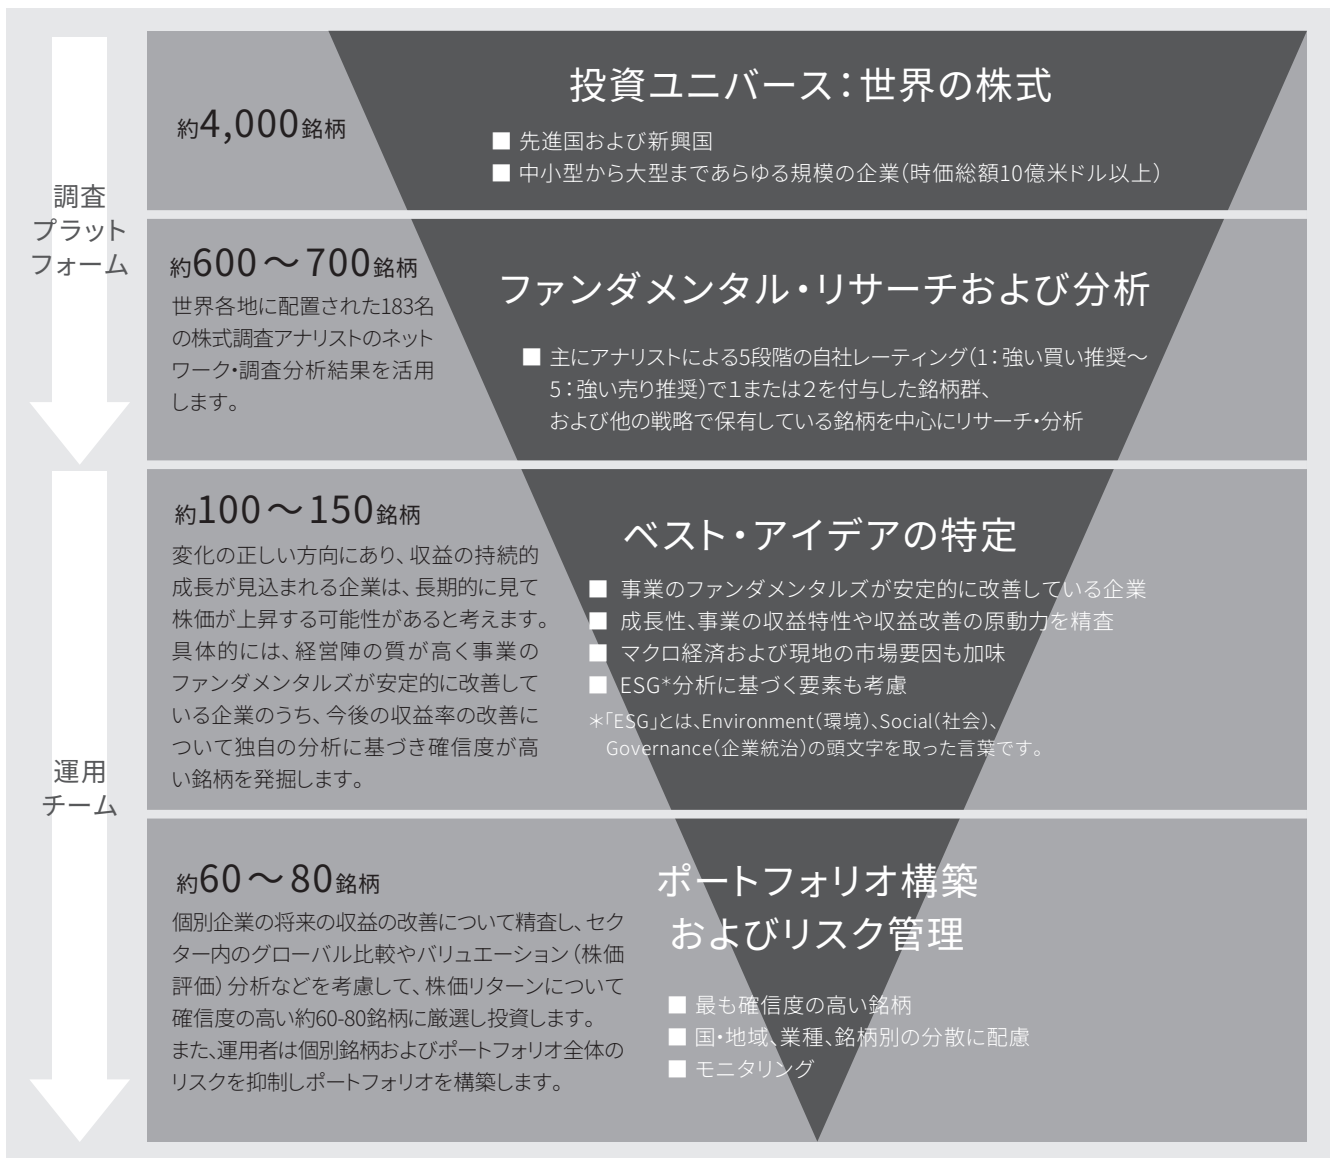 調査
プラット
フォーム
約4,000銘柄
投資ユニバース：世界の株式
■ 先進国および新興国
■ 中小型から大型まであらゆる規模の企業（時価総額10億米ドル以上）
約600～700銘柄
世界各地に配置された183名
の株式調査アナリストのネット
ワーク・調査分析結果を活用
します。
ファンダメンタル・リサーチおよび分析
■ 主にアナリストによる5段階の自社レーティング（1：強い買い推奨～
5：強い売り推奨）で１または２を付与した銘柄群、
および他の戦略で保有している銘柄を中心にリサーチ・分析
運用
チーム
約100～150銘柄
変化の正しい方向にあり、収益の持続的
成長が見込まれる企業は、長期的に見て
株価が上昇する可能性があると考えます。
具体的には、経営陣の質が高く事業の
ファンダメンタルズが安定的に改善して
いる企業のうち、今後の収益率の改善に
ついて独自の分析に基づき確信度が高
い銘柄を発掘します。
ベスト・アイデアの特定
■ 事業のファンダメンタルズが安定的に改善している企業
■ 成長性、事業の収益特性や収益改善の原動力を精査
■ マクロ経済および現地の市場要因も加味
■ ESG*分析に基づく要素も考慮
＊「ESG」とは、Environment（環境）、Social（社会）、
Governance（企業統治）の頭文字を取った言葉です。
約60～80銘柄
個別企業の将来の収益の改善について精査し、セク
ター内のグローバル比較やバリュエーション（株価
評価）分析などを考慮して、株価リターンについて
確信度の高い約60-80銘柄に厳選し投資します。
また、運用者は個別銘柄およびポートフォリオ全体の
リスクを抑制しポートフォリオを構築します。
ポートフォリオ構築
およびリスク管理
■ 最も確信度の高い銘柄
■ 国・地域、業種、銘柄別の分散に配慮
■ モニタリング